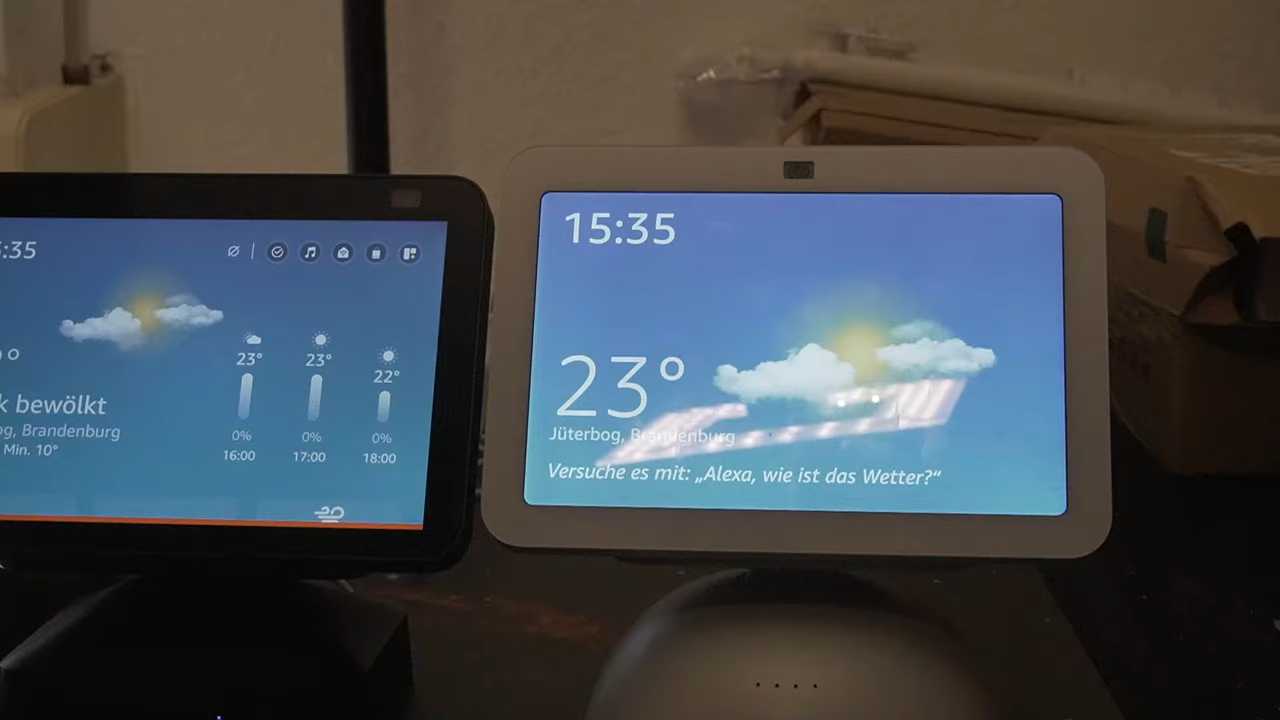 :35
23° 23° 22°
k bewölkt
og, Brandenburg
Min. 10°
0% 0% 0%
16:00 17:00 18:00
15:35
23°
Jüterbog, Brandenburg
Versuche es mit: „Alexa, wie ist das Wetter?“